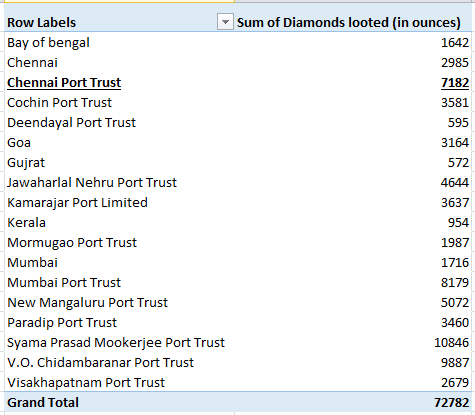 Row Labels Sum of Diamonds looted (in ounces)
Bay of bengal 1642
Chennai 2985
Chennai Port Trust 7182
Cochin Port Trust 3581
Deendayal Port Trust 595
Goa 3164
Gujrat 572
Jawaharlal Nehru Port Trust 4644
Kamarajar Port Limited 3637
Kerala 954
Mormugao Port Trust 1987
Mumbai 1716
Mumbai Port Trust 8179
New Mangaluru Port Trust 5072
Paradip Port Trust 3460
Syama Prasad Mookerjee Port Trust 10846
V.O. Chidambaranar Port Trust 9887
Visakhapatnam Port Trust 2679
Grand Total 72782